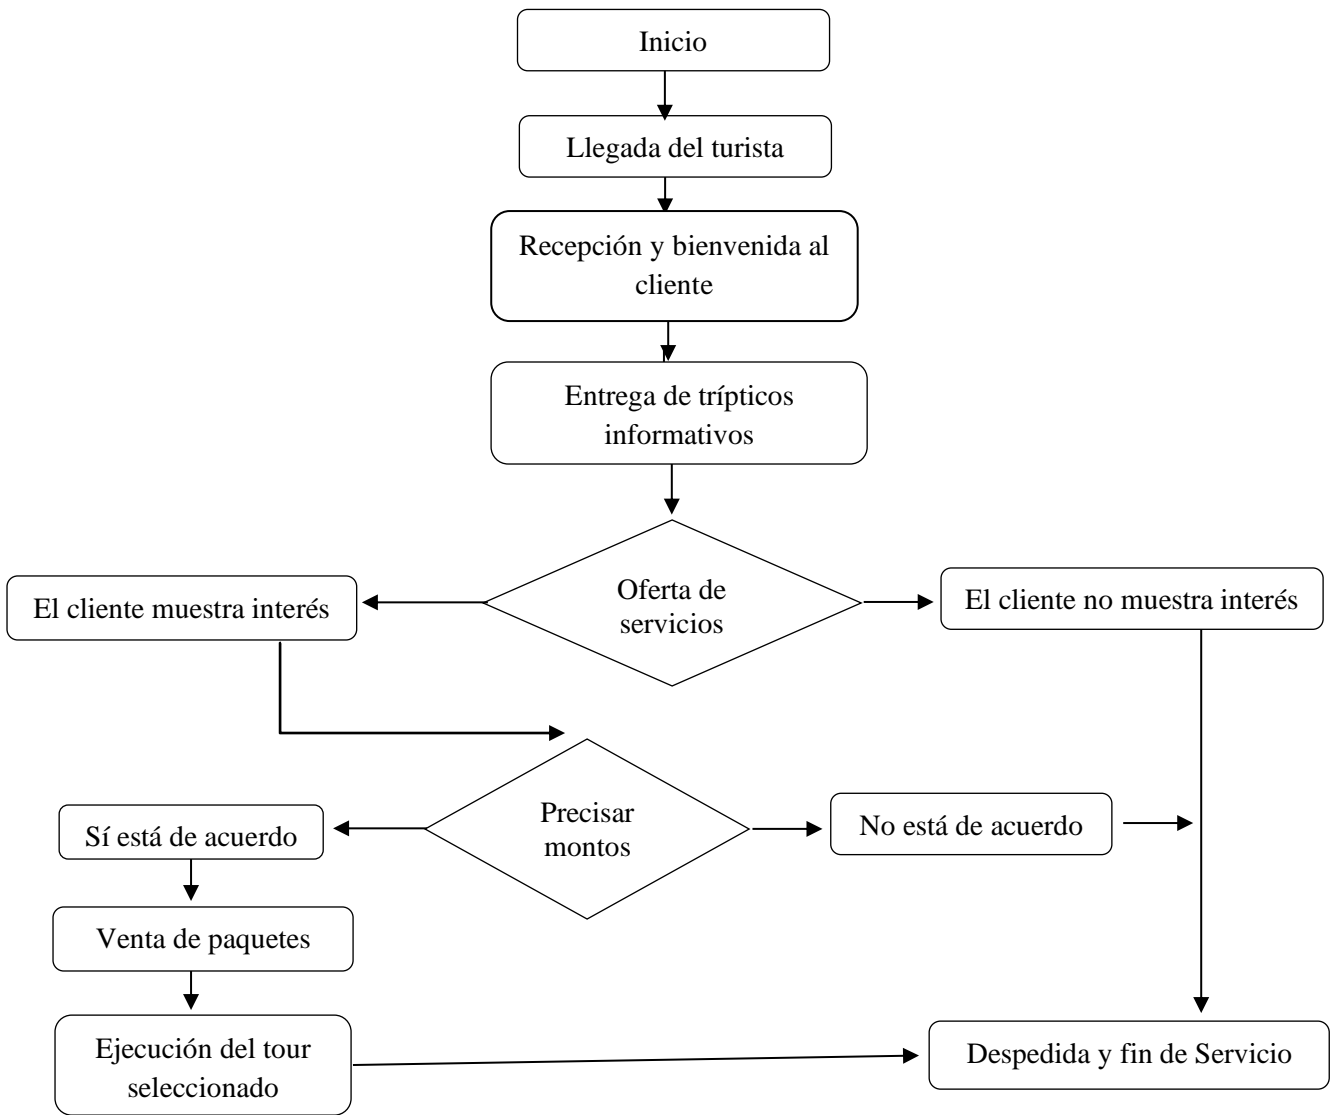 Inicio
Llegada del turista
Recepción y bienvenida al
cliente
Entrega de trípticos
informativos
Oferta de
servicios
El cliente muestra interés
El cliente no muestra interés
Precisar
montos
Sí está de acuerdo
No está de acuerdo
Venta de paquetes
Ejecución del tour
seleccionado
Despedida y fin de Servicio